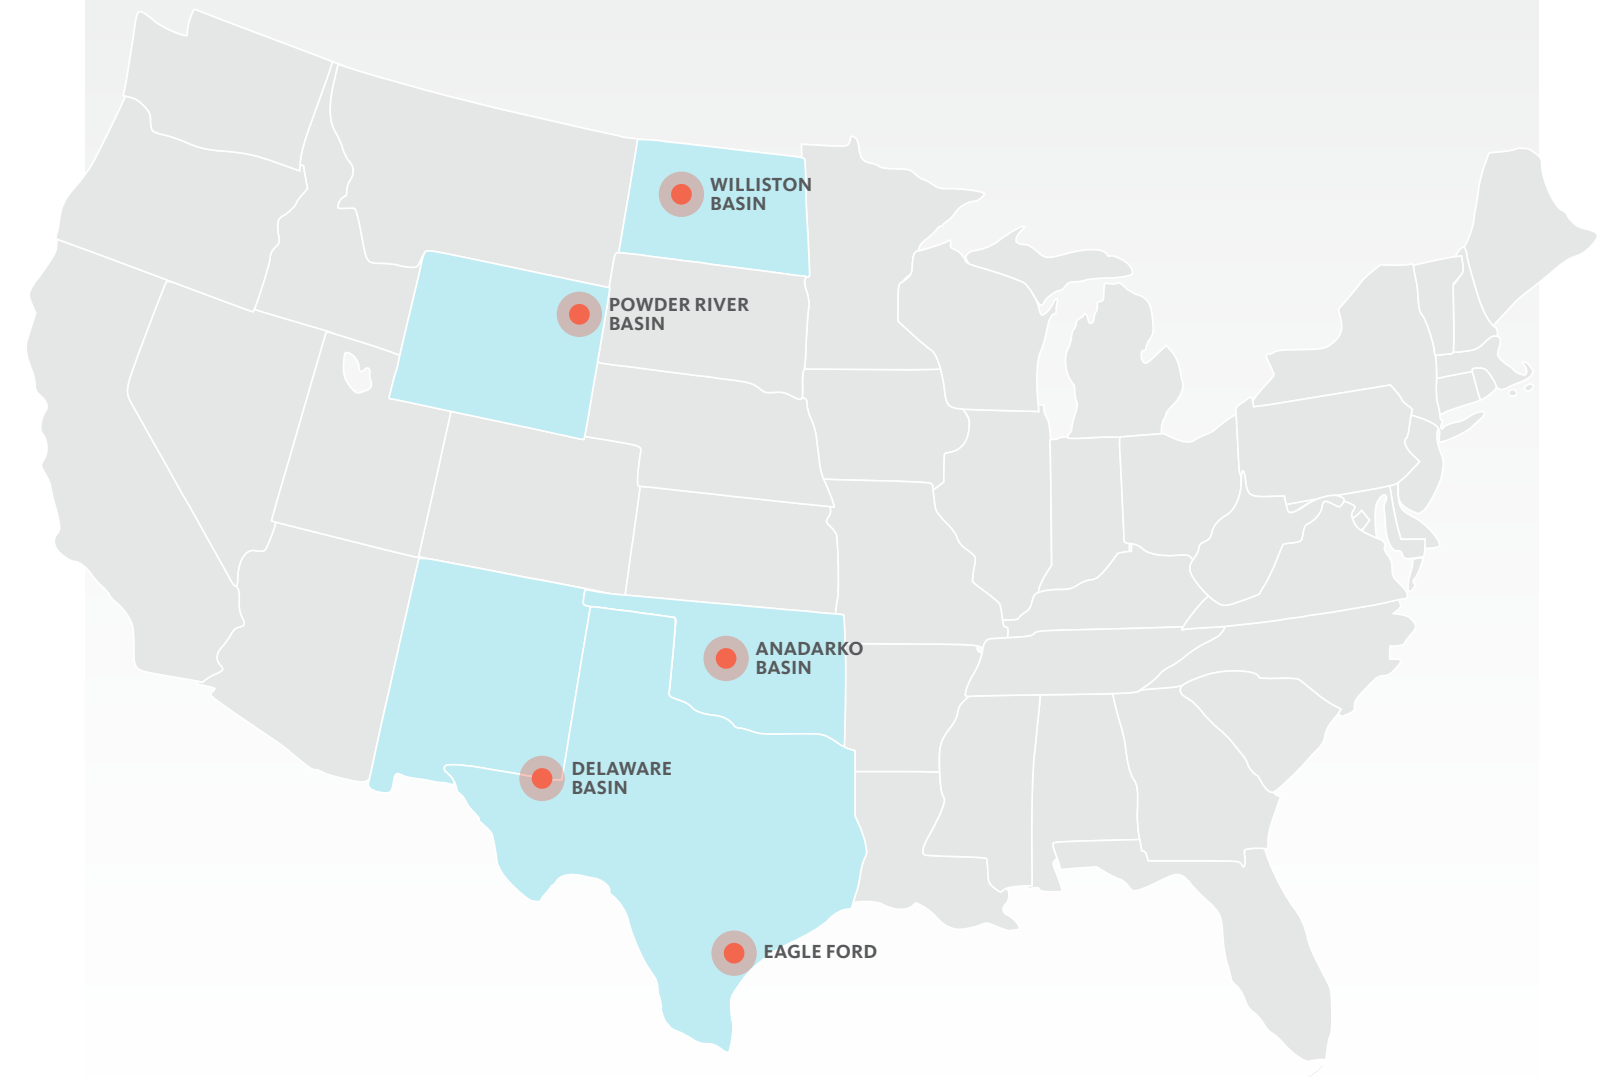 WILLISTON
BASIN
POWDER RIVER
BASIN
ANADARKO
BASIN
DELAWARE
BASIN
EAGLE FORD